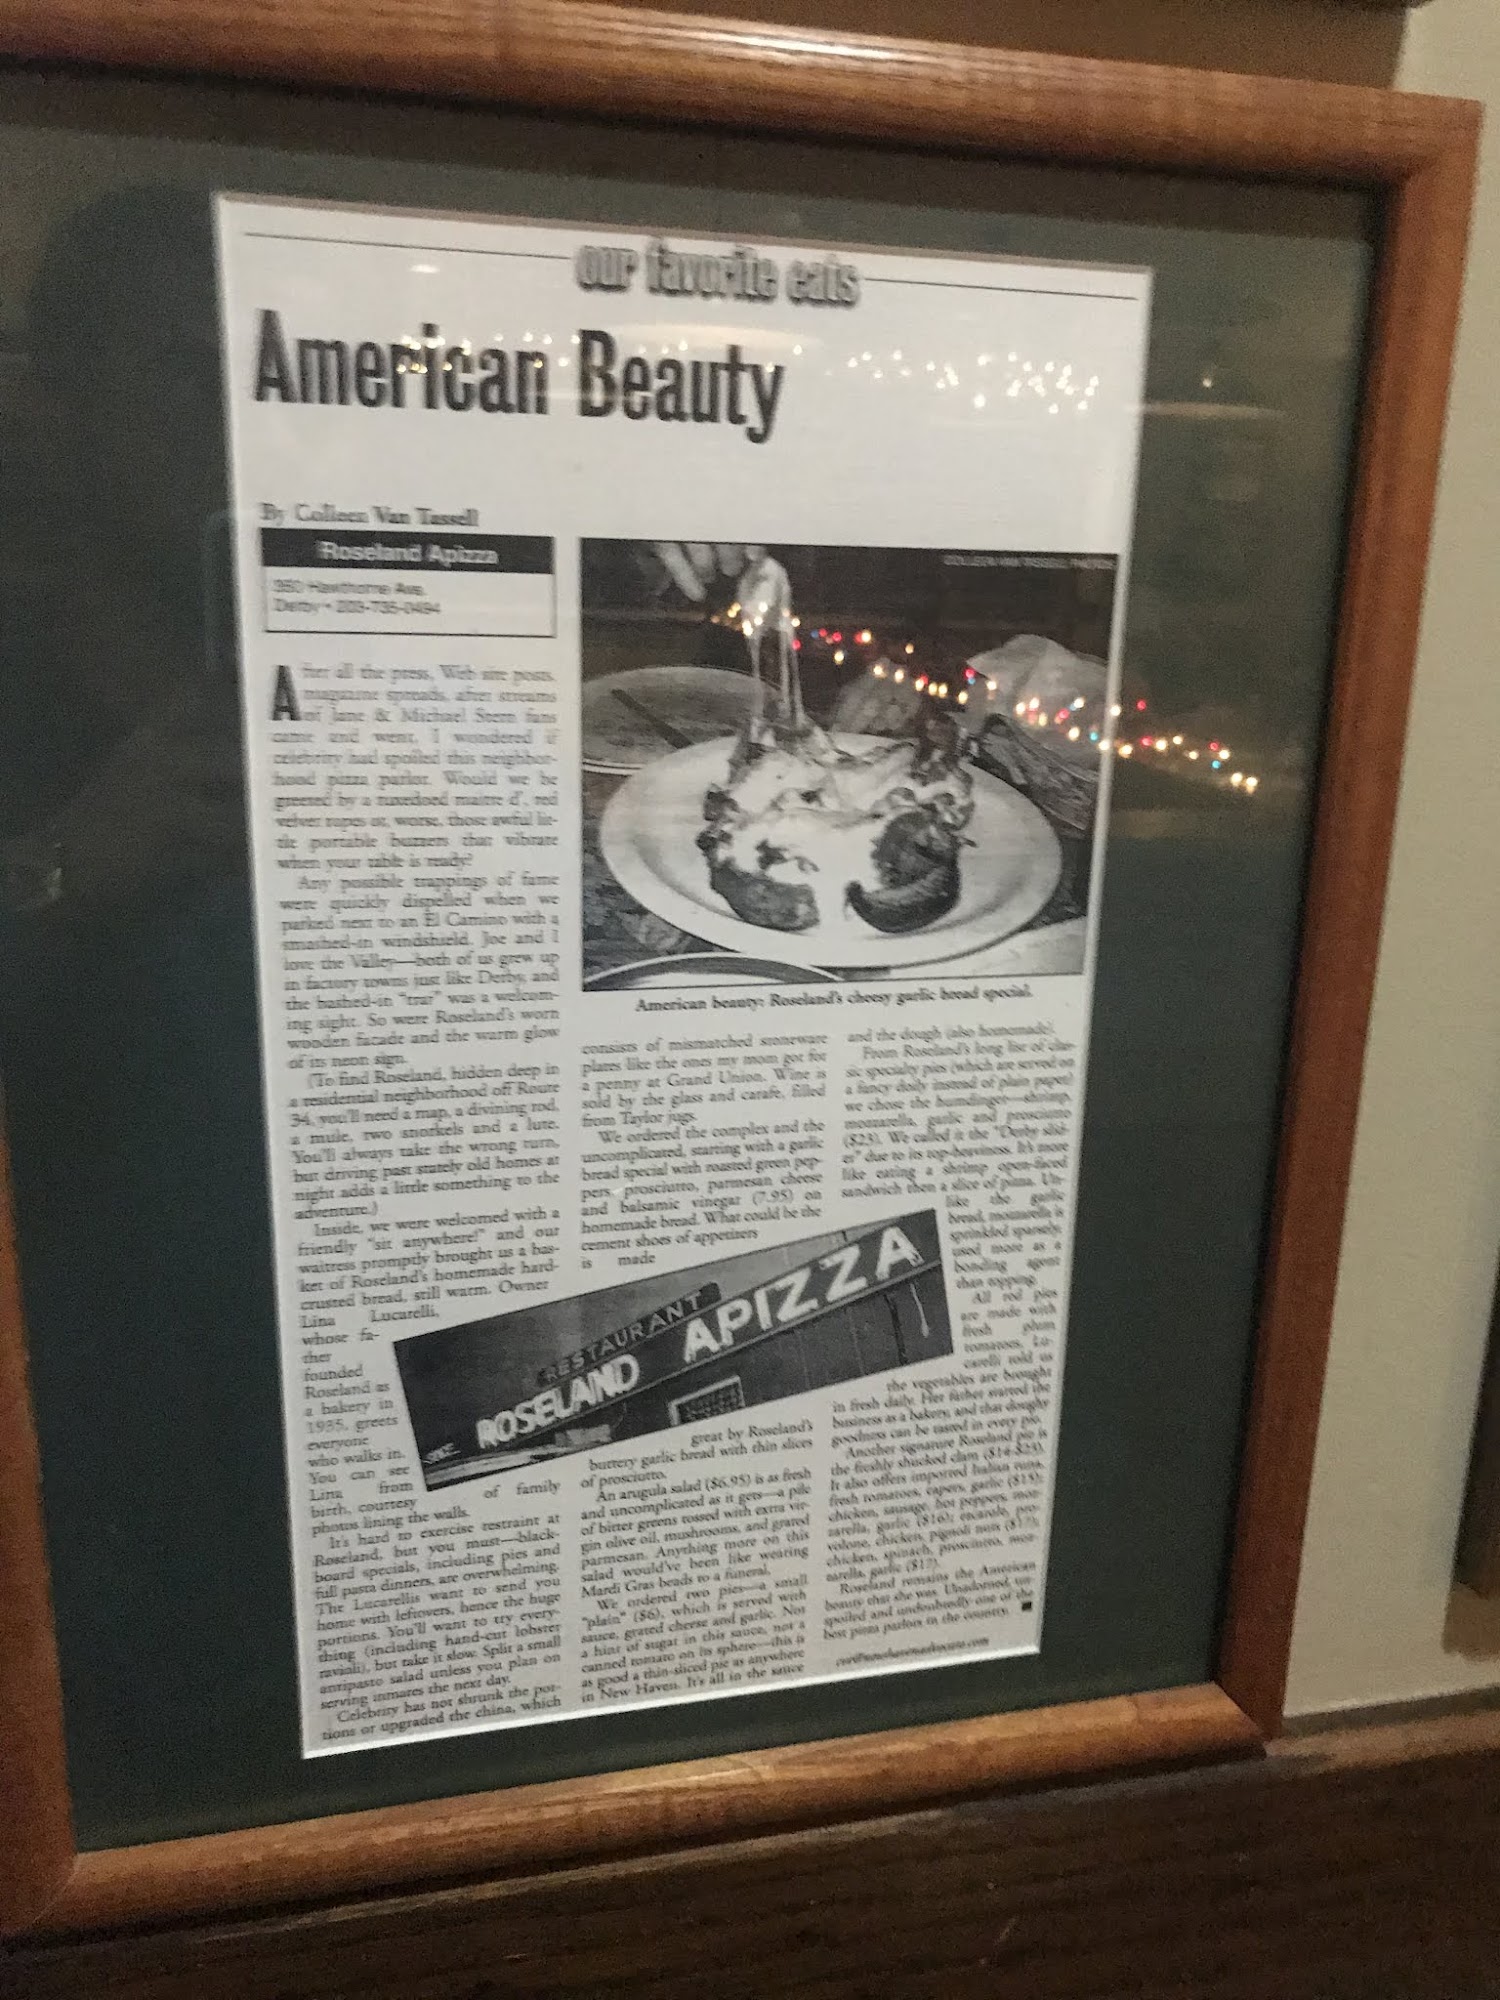 our favorite eats
American Beauty
By Colleen Van Tassell
Roseland Apizza
350 Hawthorne Ave.
Derby • 203-735-0494
After all the press, Web site posts,
magazine spreads, after streams
of Jane & Michael Stern fans
came and went, I wondered if
celebrity had spoiled this neighbor-
hood pizza parlor. Would we be
greeted by a tuxedoed maitre d', red
velvet ropes or, worse, those awful lit-
tle portable buzzers that vibrate
when your table is ready?
Any possible trappings of fame
were quickly dispelled when we
parked next to an El Camino with a
smashed-in windshield. Joe and I
love the Valley—both of us grew up
in factory towns just like Derby, and
the bashed-in "trar" was a welcom-
ing sight. So were Roseland's worn
wooden facade and the warm glow
of its neon sign.
(To find Roseland, hidden deep in
a residential neighborhood off Route
34, you'll need a map, a divining rod,
a mule, two snorkels and a lute.
You'll always take the wrong turn,
but driving past stately old homes at
night adds a little something to the
adventure.)
Inside, we were welcomed with a
friendly "sit anywhere!" and our
waitress promptly brought us a bas-
ket of Roseland's homemade hard-
crusted bread, still warm. Owner
Lina Lucarelli,
whose fa-
ther
founded
Roseland as
a bakery in
1935, greets
everyone
who walks in.
You can see
Lina from
birth, courtesy of family
photos lining the walls.
It's hard to exercise restraint at
Roseland, but you must—black-
board specials, including pies and
full pasta dinners, are overwhelming.
The Lucarellis want to send you
home with leftovers, hence the huge
portions. You'll want to try every-
thing (including hand-cut lobster
ravioli), but take it slow. Split a small
antipasto salad unless you plan on
serving inmates the next day.
Celebrity has not shrunk the por-
tions or upgraded the china, which
COLLEEN VAN TASSELL PHOTOS
American beauty: Roseland's cheesy garlic bread special.
consists of mismatched stoneware
plates like the ones my mom got for
a penny at Grand Union. Wine is
sold by the glass and carafe, filled
from Taylor jugs.
We ordered the complex and the
uncomplicated, starting with a garlic
bread special with roasted green pep-
pers, prosciutto, parmesan cheese
and balsamic vinegar (7.95) on
homemade bread. What could be the
cement shoes of appetizers
is made
RESTAURANT
ROSELAND APIZZA
great by Roseland's
buttery garlic bread with thin slices
of prosciutto.
An arugula salad ($6.95) is as fresh
and uncomplicated as it gets—a pile
of bitter greens tossed with extra vir-
gin olive oil, mushrooms, and grated
parmesan. Anything more on this
salad would've been like wearing
Mardi Gras beads to a funeral.
We ordered two pies—a small
"plain" ($6), which is served with
sauce, grated cheese and garlic. Not
a hint of sugar in this sauce, not a
canned tomato on its sphere—this is
as good a thin-sliced pie as anywhere
in New Haven. It's all in the sauce
and the dough (also homemade).
From Roseland's long list of clas-
sic specialty pies (which are served on
a fancy doily instead of plain paper)
we chose the humdinger—shrimp,
mozzarella, garlic and prosciutto
($23). We called it the "Derby slid-
er" due to its top-heaviness. It's more
like eating a shrimp open-faced
sandwich then a slice of pizza. Un-
like the garlic
bread, mozzarella is
sprinkled sparsely,
used more as a
bonding agent
than topping.
All red pies
are made with
fresh plum
tomatoes. Lu-
carelli told us
the vegetables are brought
in fresh daily. Her father started the
business as a bakery, and that doughy
goodness can be tasted in every pie.
Another signature Roseland pie is
the freshly shucked clam ($14-$23).
It also offers imported Italian tuna,
fresh tomatoes, capers, garlic ($15);
chicken, sausage, hot peppers, moz-
zarella, garlic ($16); escarole, pro-
volone, chicken, pignoli nuts ($17);
chicken, spinach, prosciutto, moz-
zarella, garlic ($17).
Roseland remains the American
beauty that she was. Unadorned, un-
spoiled and undoubtedly one of the
best pizza parlors in the country.